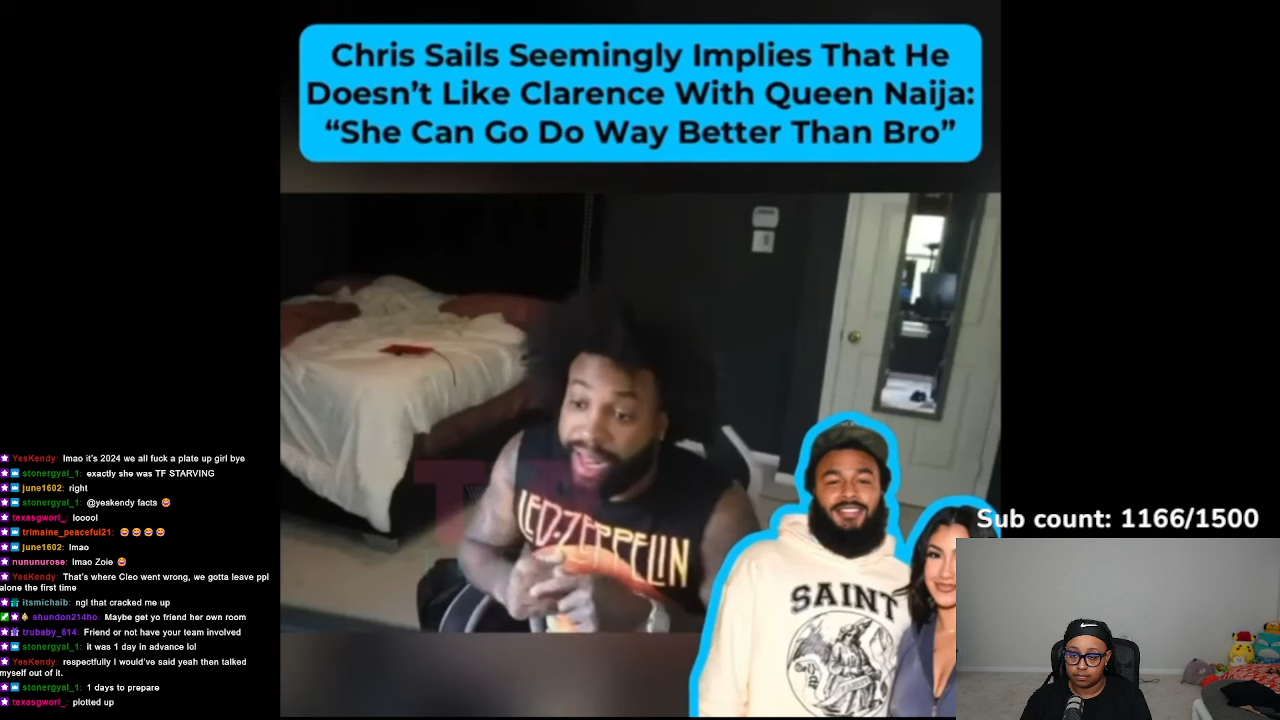 Chris Sails Seemingly Implies That He
Doesn't Like Clarence With Queen Naija:
“She Can Go Do Way Better Than Bro”
LED-ZEPPELIN
SAINT
Sub count: 1166/1500
YesKendy: lmao it's 2024 we all fuck a plate up girl bye
stonergyal_1: exactly she was TF STARVING
june1602: right
stonergyal_1: @yeskendy facts 😂
texasgworl_: looool
trimaine_peaceful21: 😂😂😂😂
june1602: lmao
nununurose: lmao Zoie 😂
YesKendy: That's where Cleo went wrong, we gotta leave ppl
alone the first time
itsmichaib: ngl that cracked me up
shundon214ho: Maybe get yo friend her own room
trubaby_614: Friend or not have your team involved
stonergyal_1: it was 1 day in advance lol
YesKendy: respectfully I would've said yeah then talked
myself out of it.
stonergyal_1: 1 days to prepare
texasgworl_: plotted up